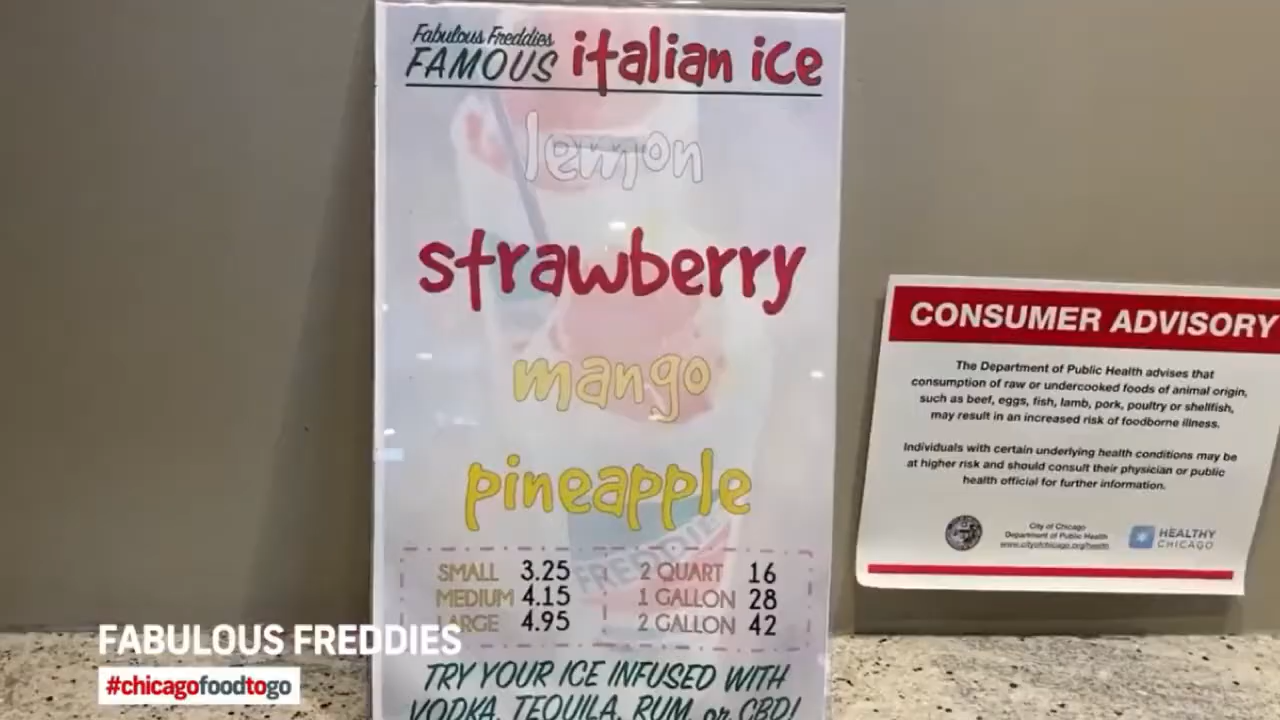 Fabulous Freddies
FAMOUS italian ice
lemon
strawberry
mango
pineapple
FREDDIE
SMALL 3.25
MEDIUM 4.15
LARGE 4.95
2 QUART 16
1 GALLON 28
2 GALLON 42
TRY YOUR ICE INFUSED WITH
VODKA, TEQUILA, RUM, or CBD!
CONSUMER ADVISORY
The Department of Public Health advises that
consumption of raw or undercooked foods of animal origin,
such as beef, eggs, fish, lamb, pork, poultry or shellfish,
may result in an increased risk of foodborne illness.
Individuals with certain underlying health conditions may be
at higher risk and should consult their physician or public
health official for further information.
City of Chicago
Department of Public Health
www.cityofchicago.org/health
HEALTHY
CHICAGO
FABULOUS FREDDIES
#chicagofoodtogo